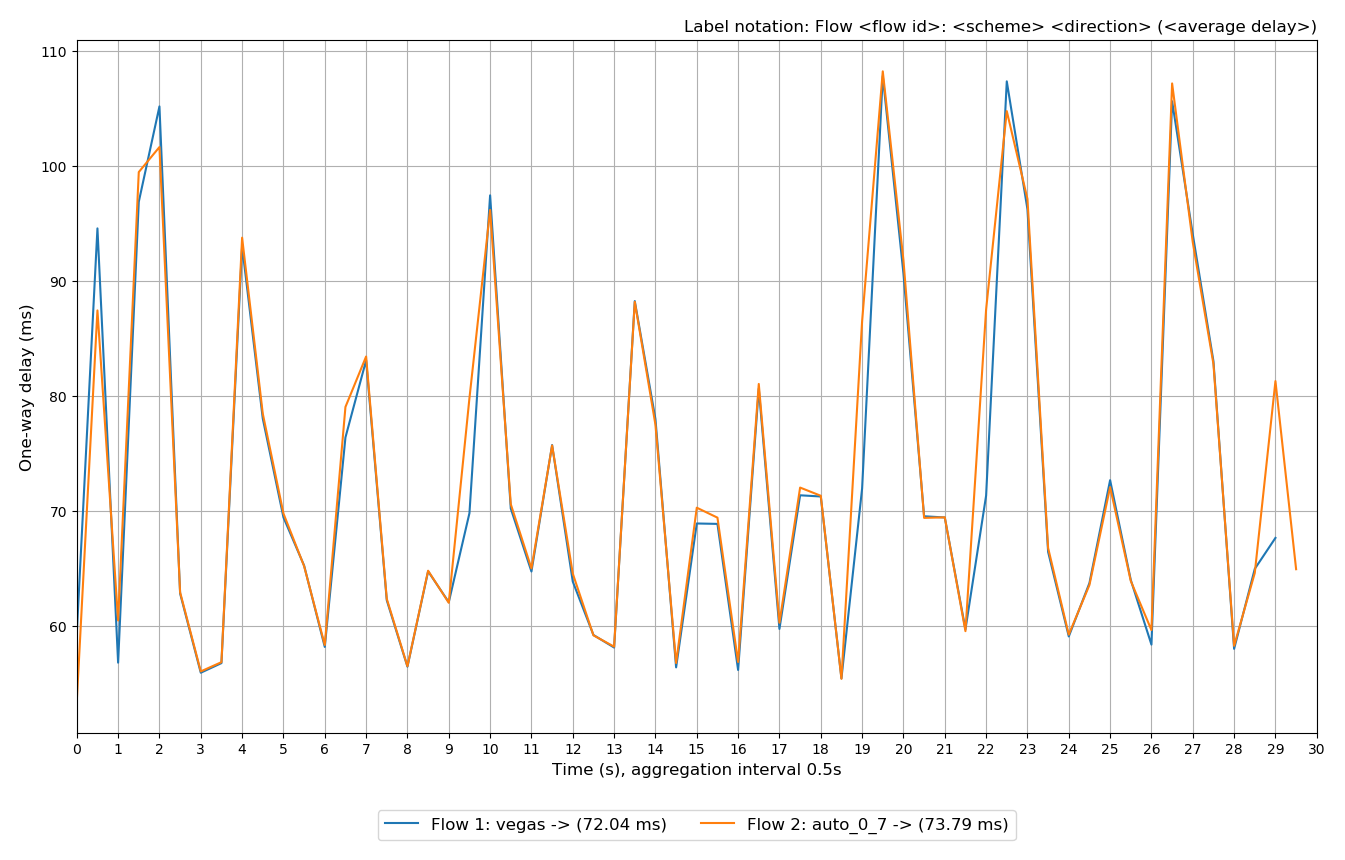 Label notation: Flow <flow id>: <scheme> <direction> (<average delay>)
110
100
90
80
70
60
One-way delay (ms)
0 1 2 3 4 5 6 7 8 9 10 11 12 13 14 15 16 17 18 19 20 21 22 23 24 25 26 27 28 29 30
Time (s), aggregation interval 0.5s
Flow 1: vegas -> (72.04 ms) Flow 2: auto_0_7 -> (73.79 ms)